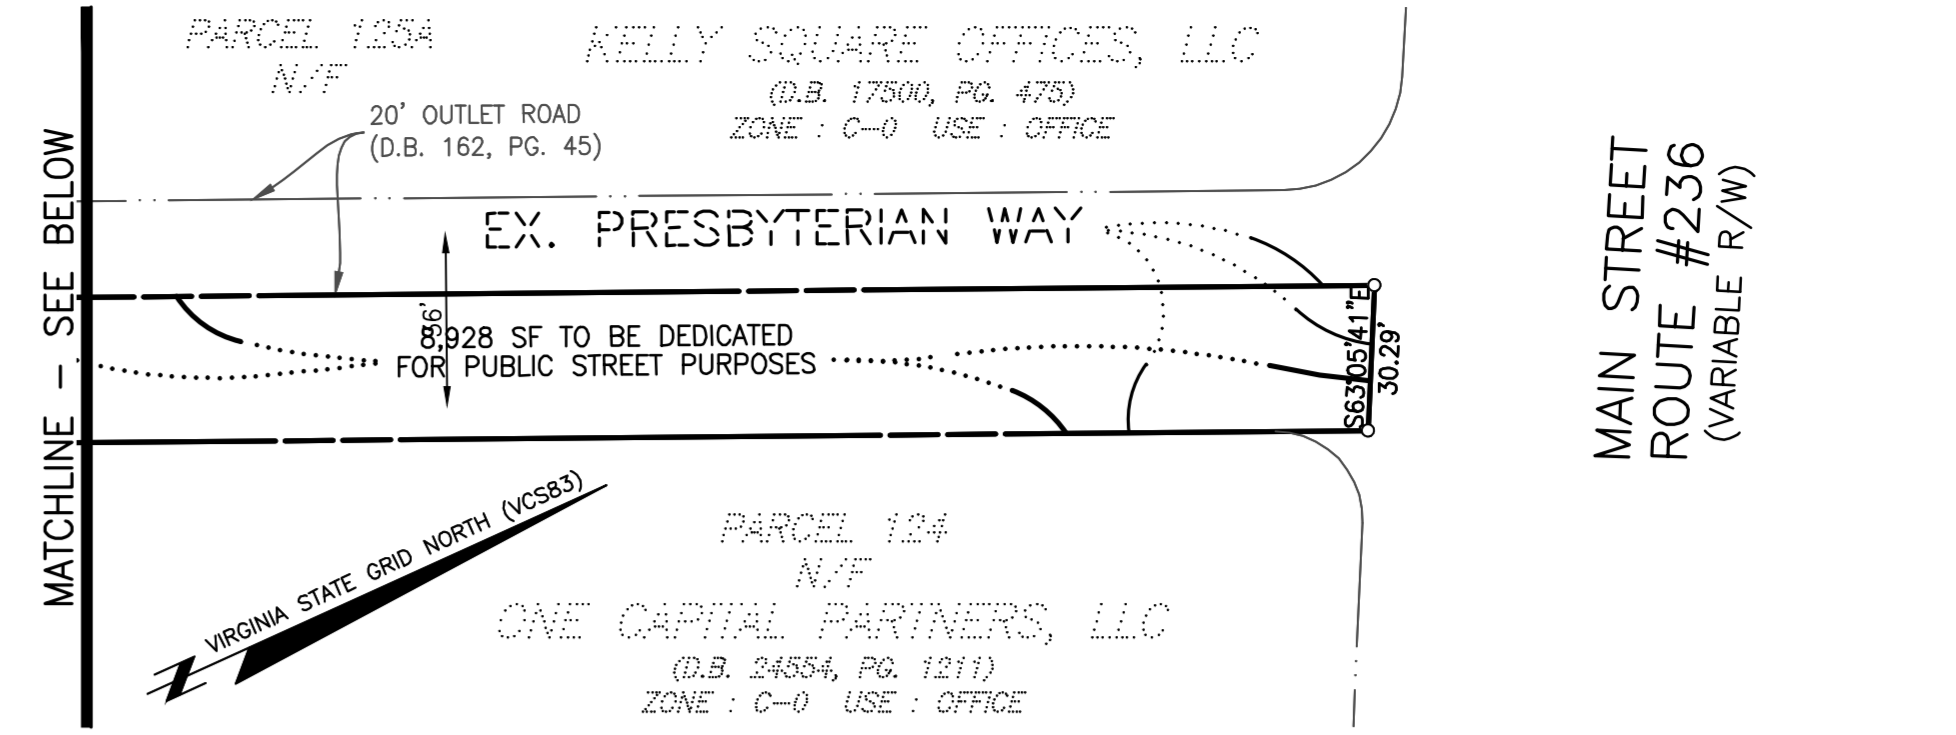 PARCEL 125A
N/F
KELLY SQUARE OFFICES, LLC
(D.B. 17500, PG. 475)
ZONE : C-O USE : OFFICE
20' OUTLET ROAD
(D.B. 162, PG. 45)
MATCHLINE - SEE BELOW
EX. PRESBYTERIAN WAY
36'
8,928 SF TO BE DEDICATED
FOR PUBLIC STREET PURPOSES
S63°05'41"E
30.29'
MAIN STREET
ROUTE #236
(VARIABLE R/W)
VIRGINIA STATE GRID NORTH (VCS83)
PARCEL 124
N/F
ONE CAPITAL PARTNERS, LLC
(D.B. 24554, PG. 1211)
ZONE : C-O USE : OFFICE